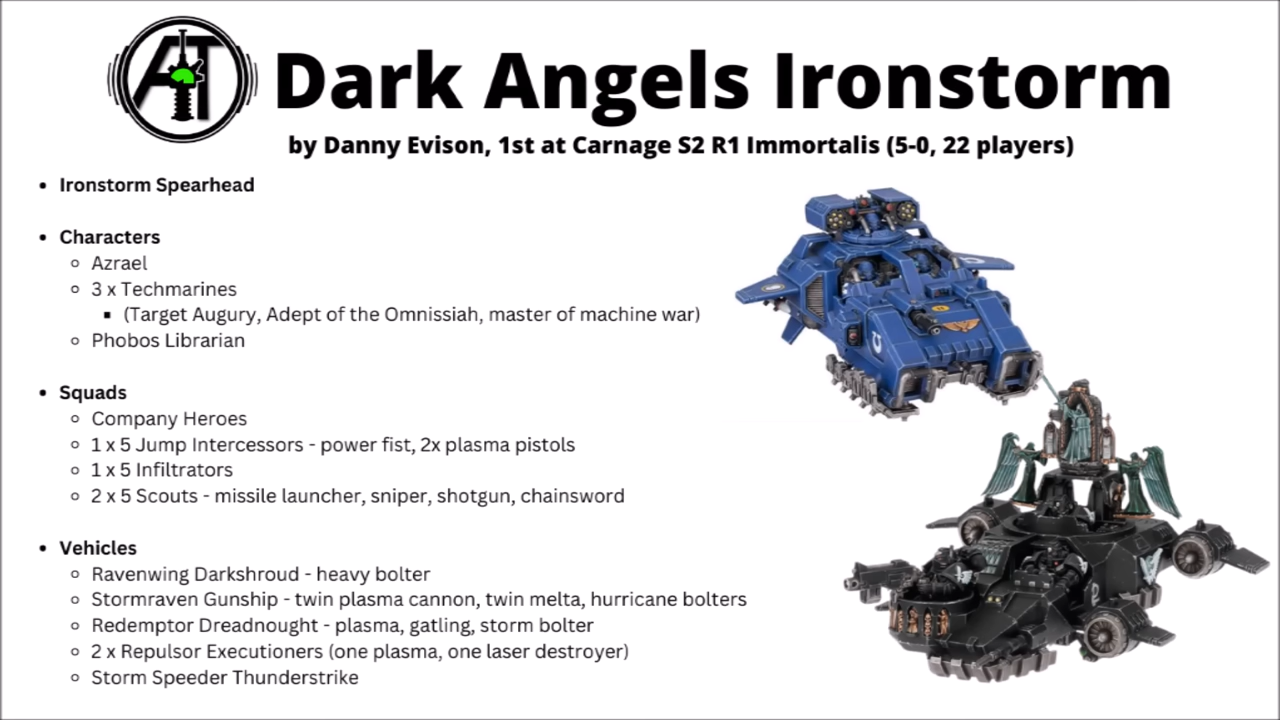 AT
Dark Angels Ironstorm
by Danny Evison, 1st at Carnage S2 R1 Immortalis (5-0, 22 players)
• Ironstorm Spearhead
• Characters
◦ Azrael
◦ 3 x Techmarines
▪ (Target Augury, Adept of the Omnissiah, master of machine war)
◦ Phobos Librarian
• Squads
◦ Company Heroes
◦ 1 x 5 Jump Intercessors - power fist, 2x plasma pistols
◦ 1 x 5 Infiltrators
◦ 2 x 5 Scouts - missile launcher, sniper, shotgun, chainsword
• Vehicles
◦ Ravenwing Darkshroud - heavy bolter
◦ Stormraven Gunship - twin plasma cannon, twin melta, hurricane bolters
◦ Redemptor Dreadnought - plasma, gatling, storm bolter
◦ 2 x Repulsor Executioners (one plasma, one laser destroyer)
◦ Storm Speeder Thunderstrike